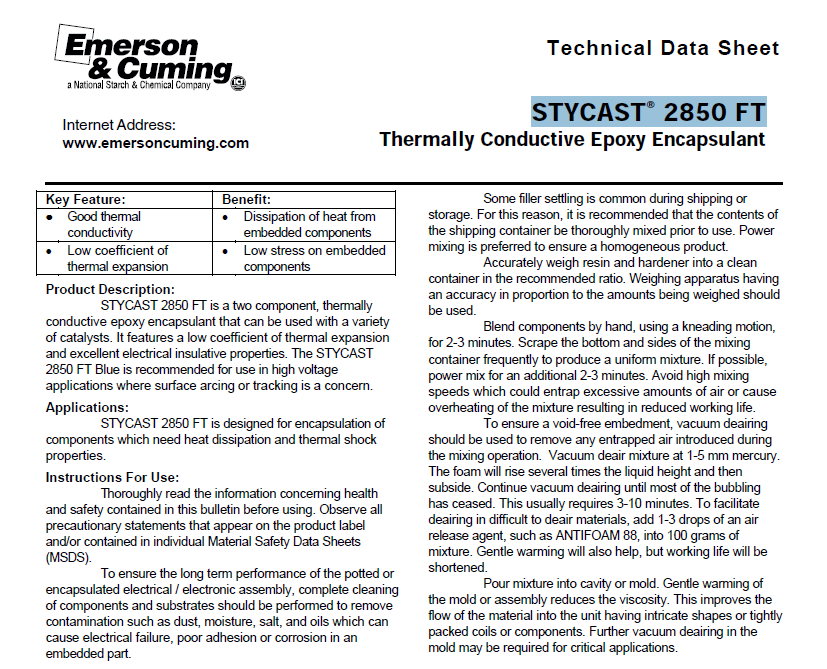 Emerson
& Cuming
a National Starch & Chemical Company
ICI
Technical Data Sheet
Internet Address:
www.emersoncuming.com
STYCAST® 2850 FT
Thermally Conductive Epoxy Encapsulant
Key Feature: Benefit:
• Good thermal • Dissipation of heat from
conductivity embedded components
• Low coefficient of • Low stress on embedded
thermal expansion components
Product Description:
STYCAST 2850 FT is a two component, thermally
conductive epoxy encapsulant that can be used with a variety
of catalysts. It features a low coefficient of thermal expansion
and excellent electrical insulative properties. The STYCAST
2850 FT Blue is recommended for use in high voltage
applications where surface arcing or tracking is a concern.
Applications:
STYCAST 2850 FT is designed for encapsulation of
components which need heat dissipation and thermal shock
properties.
Instructions For Use:
Thoroughly read the information concerning health
and safety contained in this bulletin before using. Observe all
precautionary statements that appear on the product label
and/or contained in individual Material Safety Data Sheets
(MSDS).
To ensure the long term performance of the potted or
encapsulated electrical / electronic assembly, complete cleaning
of components and substrates should be performed to remove
contamination such as dust, moisture, salt, and oils which can
cause electrical failure, poor adhesion or corrosion in an
embedded part.
Some filler settling is common during shipping or
storage. For this reason, it is recommended that the contents of
the shipping container be thoroughly mixed prior to use. Power
mixing is preferred to ensure a homogeneous product.
Accurately weigh resin and hardener into a clean
container in the recommended ratio. Weighing apparatus having
an accuracy in proportion to the amounts being weighed should
be used.
Blend components by hand, using a kneading motion,
for 2-3 minutes. Scrape the bottom and sides of the mixing
container frequently to produce a uniform mixture. If possible,
power mix for an additional 2-3 minutes. Avoid high mixing
speeds which could entrap excessive amounts of air or cause
overheating of the mixture resulting in reduced working life.
To ensure a void-free embedment, vacuum deairing
should be used to remove any entrapped air introduced during
the mixing operation. Vacuum deair mixture at 1-5 mm mercury.
The foam will rise several times the liquid height and then
subside. Continue vacuum deairing until most of the bubbling
has ceased. This usually requires 3-10 minutes. To facilitate
deairing in difficult to deair materials, add 1-3 drops of an air
release agent, such as ANTIFOAM 88, into 100 grams of
mixture. Gentle warming will also help, but working life will be
shortened.
Pour mixture into cavity or mold. Gentle warming of
the mold or assembly reduces the viscosity. This improves the
flow of the material into the unit having intricate shapes or tightly
packed coils or components. Further vacuum deairing in the
mold may be required for critical applications.